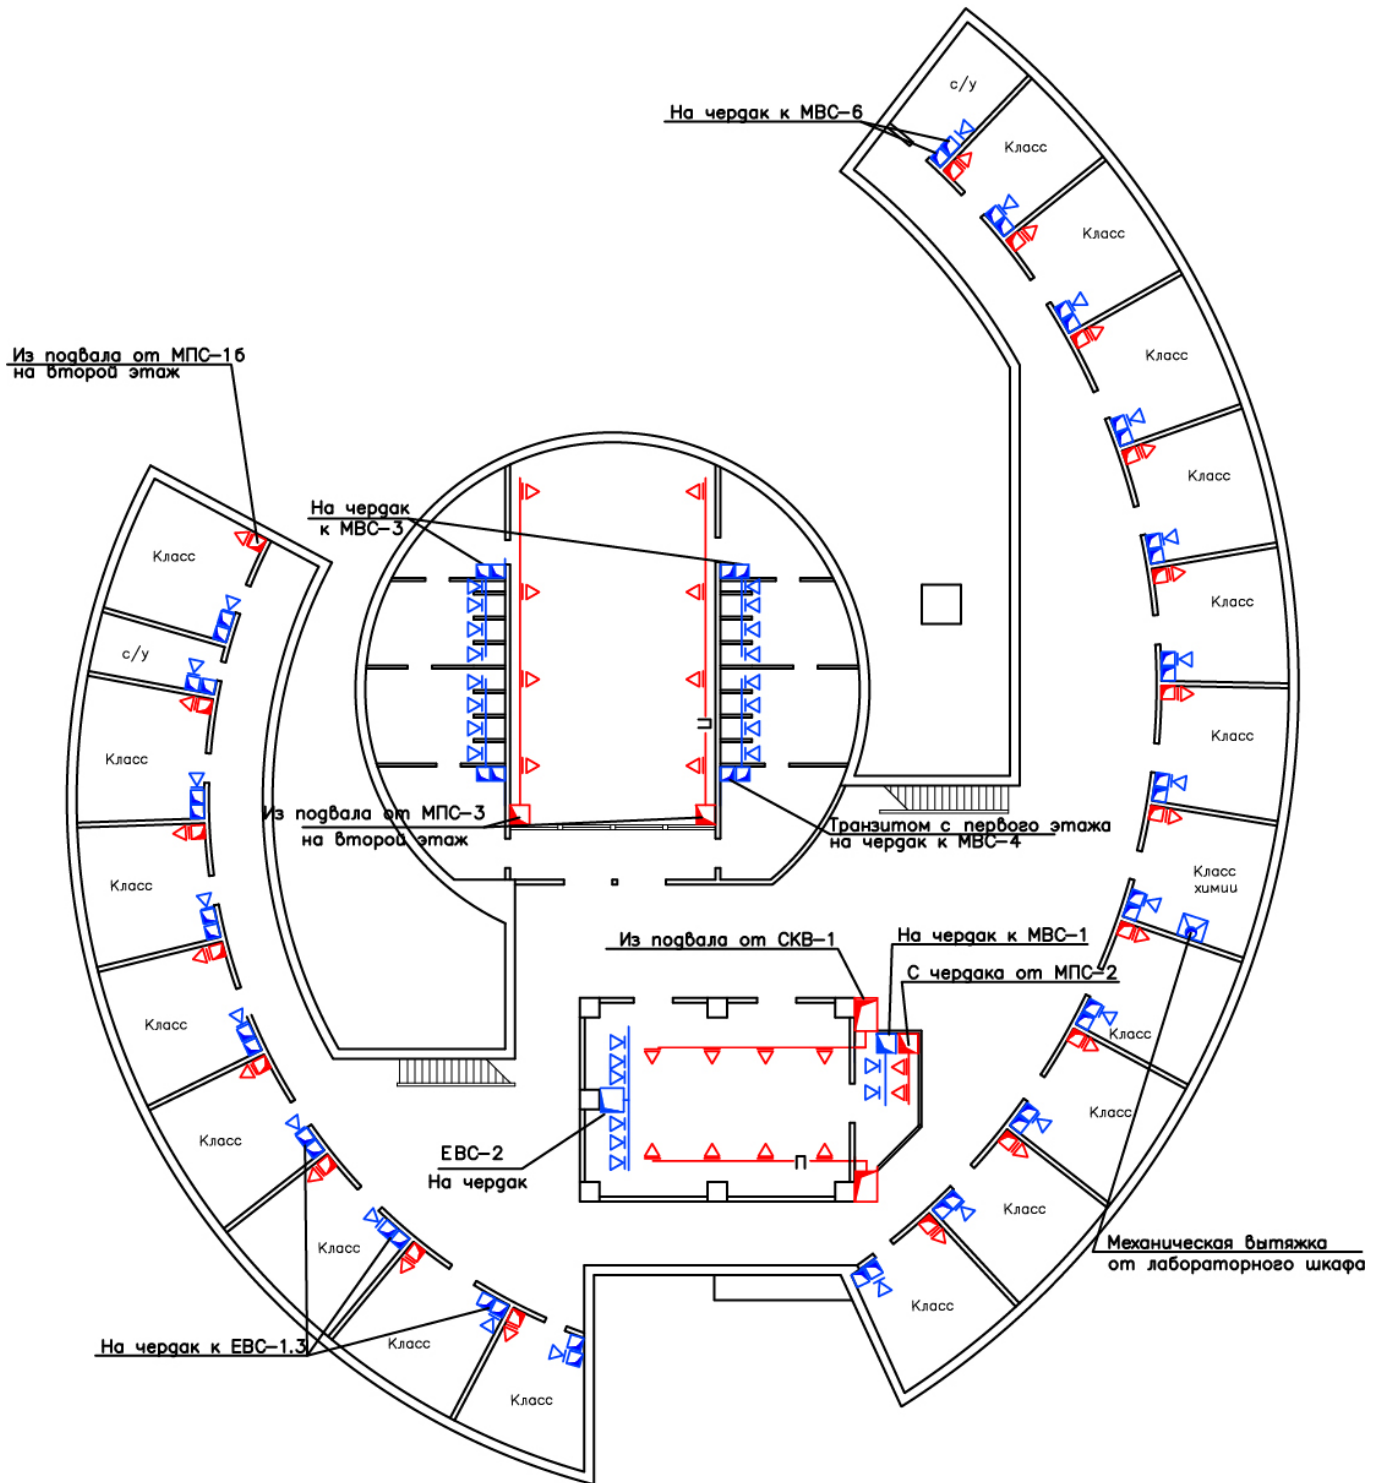 с/у
На чердак к МВС-6
Класс
Класс
Класс
Из подвала от МПС-1б
на второй этаж
Класс
На чердак
к МВС-3
Класс
Класс
с/у
Класс
Класс
Класс
Из подвала от МПС-3
на второй этаж
Транзитом с первого этажа
на чердак к МВС-4
Класс
химии
Класс
Из подвала от СКВ-1
На чердак к МВС-1
С чердака от МПС-2
Класс
Класс
Класс
Класс
ЕВС-2
На чердак
П
П
Класс
Класс
Механическая вытяжка
от лабораторного шкафа
Класс
На чердак к ЕВС-1.3
Класс
Класс